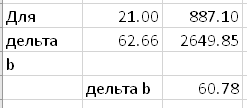 Для 21.00 887.10
дельта 62.66 2649.85
b
дельта b 60.78